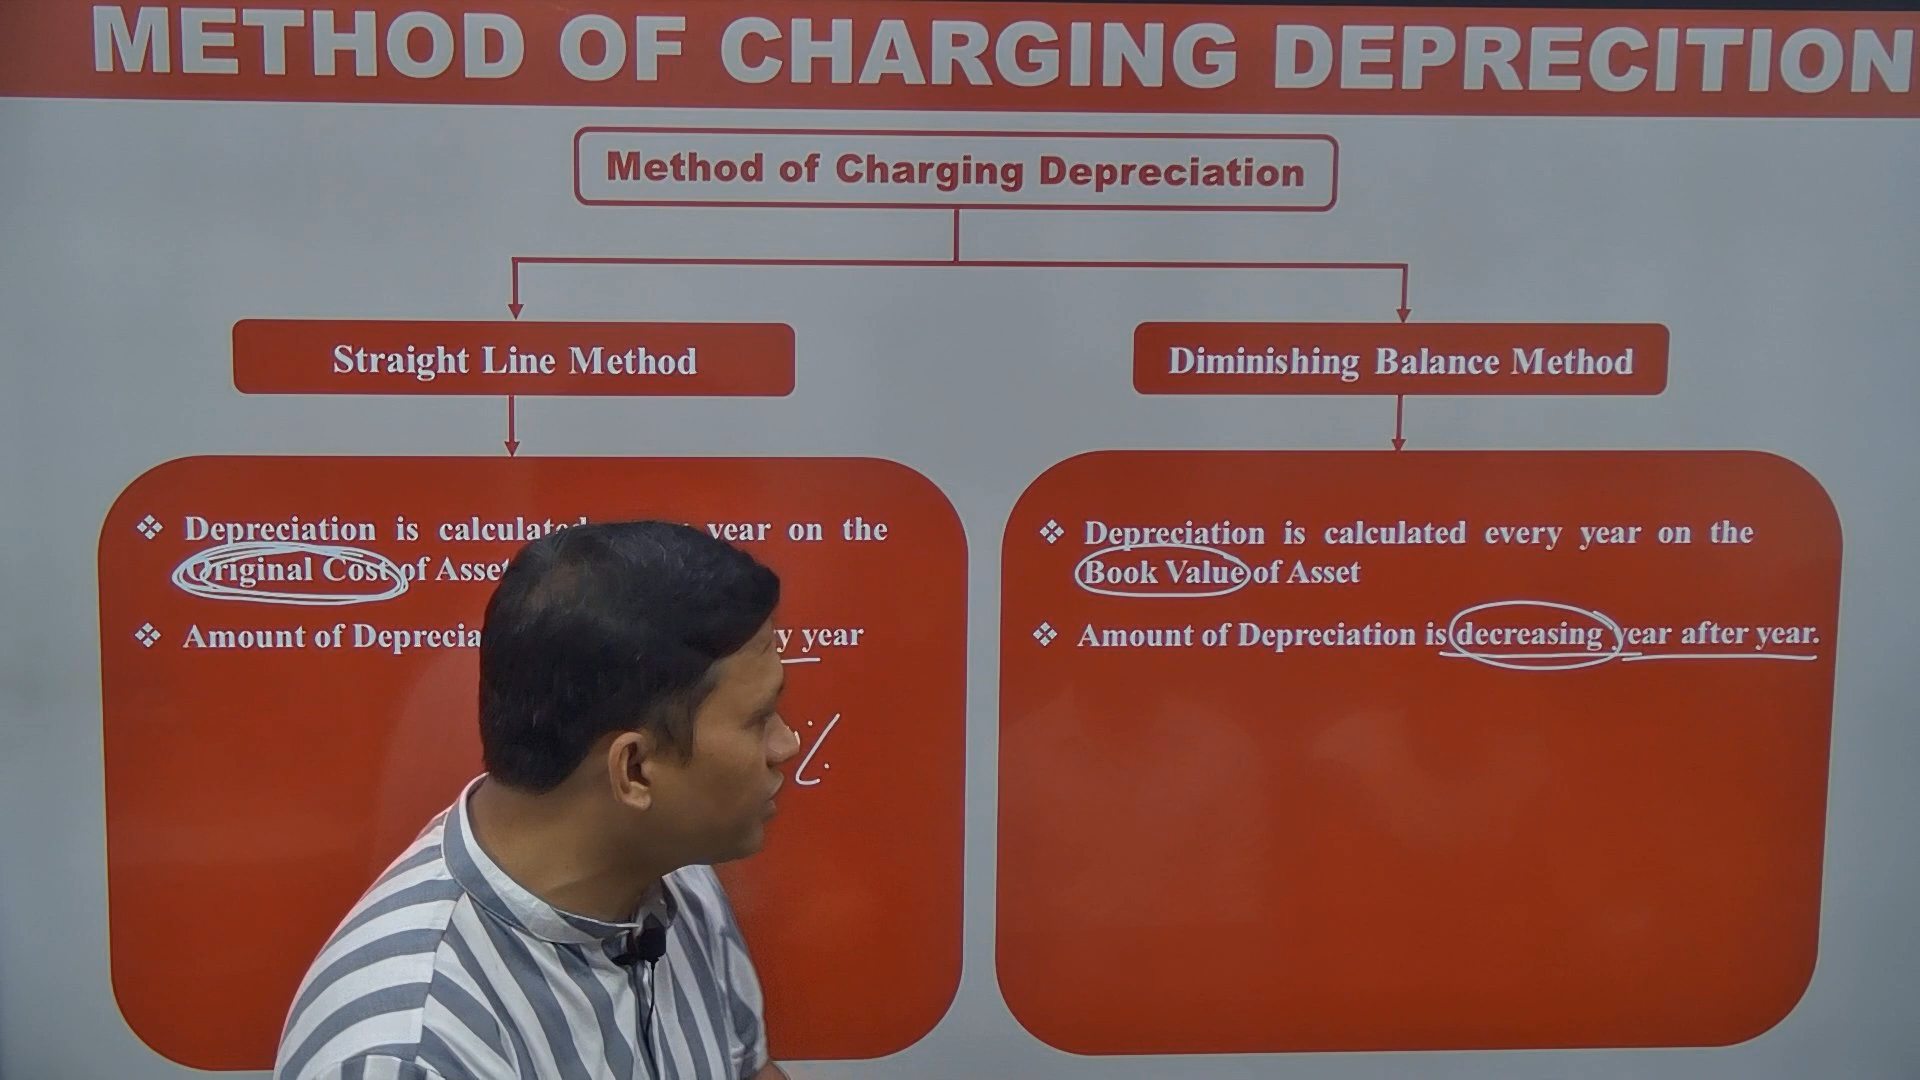 METHOD OF CHARGING DEPRECITION
Method of Charging Depreciation
Straight Line Method
Diminishing Balance Method
❖ Depreciation is calculated year on the
Original Cost of Asset
❖ Amount of year
%
❖ Depreciation is calculated every year on the
Book Value of Asset
❖ Amount of Depreciation is decreasing year after year.